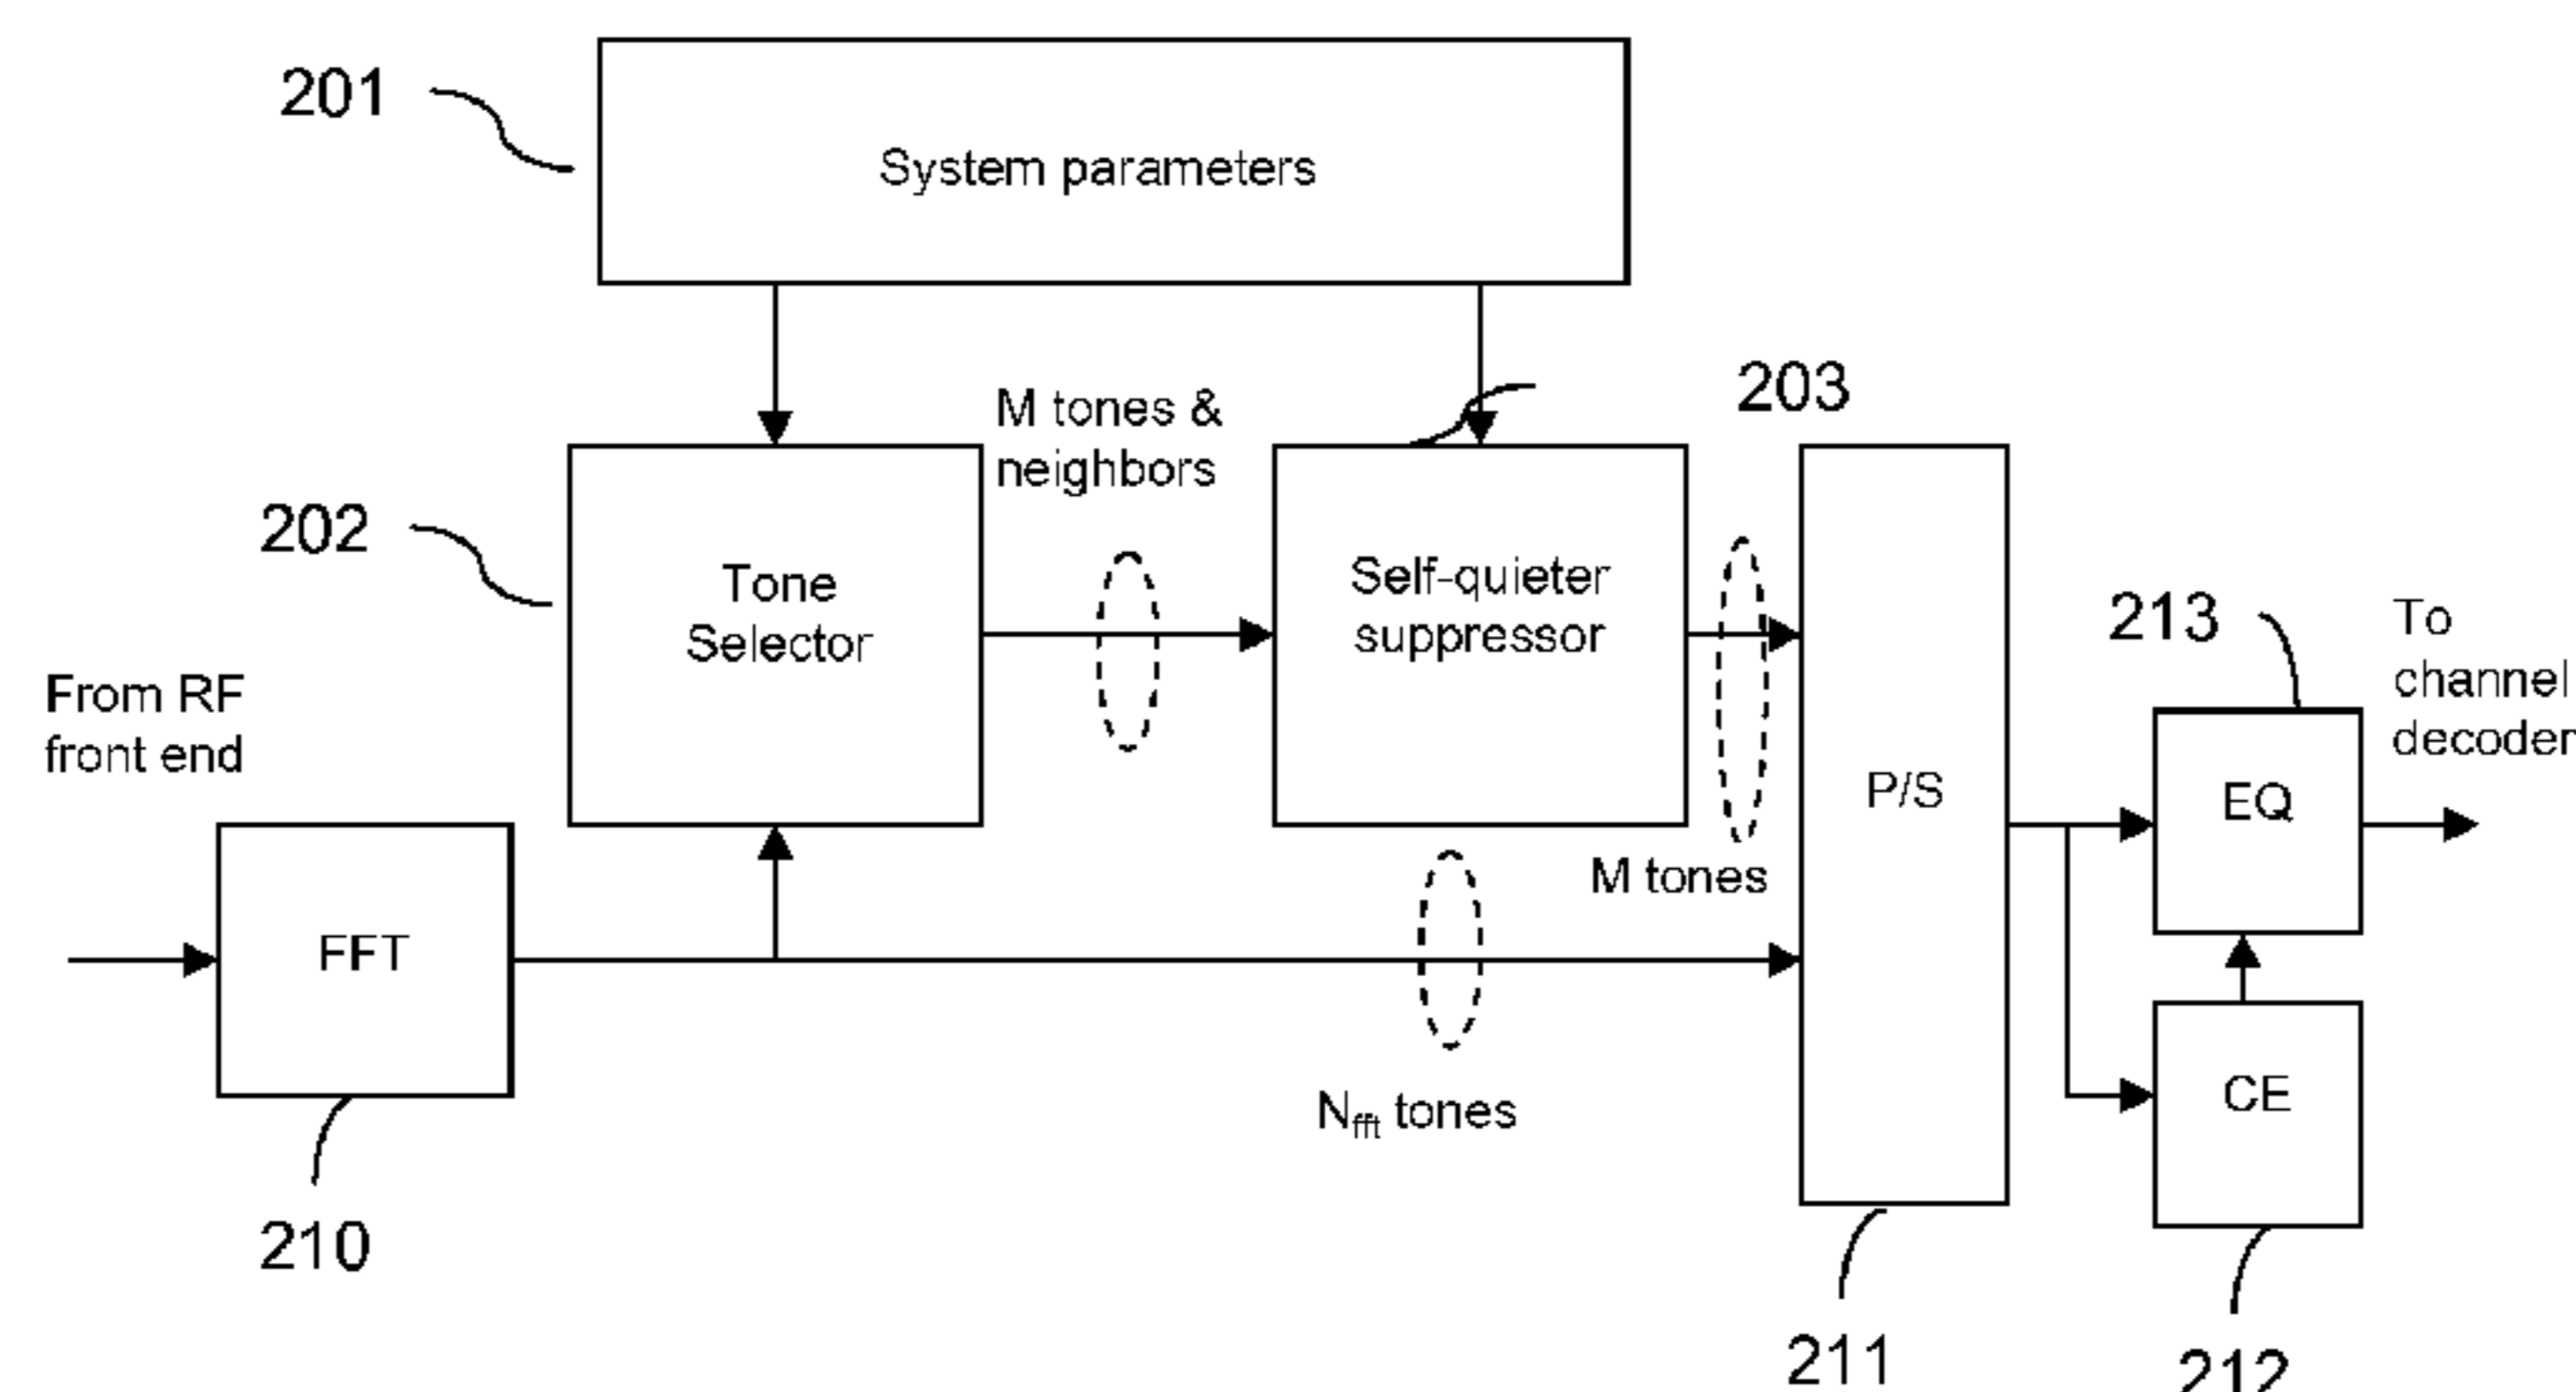 201
System parameters
M tones &
neighbors
203
202
Tone
Selector
Self-quieter
suppressor
213
To
channel
decoder
From RF
front end
P/S
EQ
M tones
FFT
CE
Nfft tones
210
211
212